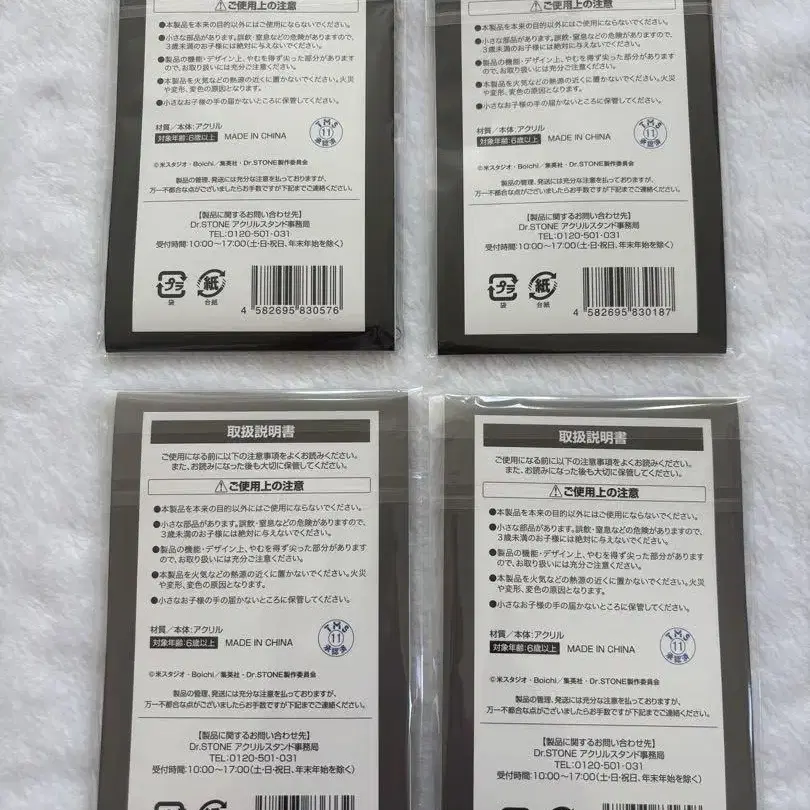 ⚠ご使用上の注意
●本製品を本来の目的以外にはご使用にならないでください。
●小さな部品があります。誤飲・窒息などの危険がありますので、
3歳未満のお子様には絶対に与えないでください。
●製品の機能・デザイン上、やむを得ず尖った部分があります
ので、お取り扱いには充分ご注意ください。
●本製品を火気などの熱源の近くに置かないでください。火災
や変形、変色の原因となります。
●小さなお子様の手の届かないところに保管してください。
材質/本体:アクリル
対象年齢:6歳以上 MADE IN CHINA
TMS
11
承認済
©米スタジオ・Boichi/集英社・Dr.STONE製作委員会
製品の管理、発送には充分な注意を払っておりますが、
万一不都合な点がございましたらお手数ですが下記までご連絡ください。
【製品に関するお問い合わせ先】
Dr.STONE アクリルスタンド事務局
TEL:0120-501-031
受付時間:10:00〜17:00(土・日・祝日、年末年始を除く)
プラ
袋
紙
台紙
4 582695 830576
⚠ご使用上の注意
●本製品を本来の目的以外にはご使用にならないでください。
●小さな部品があります。誤飲・窒息などの危険がありますので、
3歳未満のお子様には絶対に与えないでください。
●製品の機能・デザイン上、やむを得ず尖った部分があります
ので、お取り扱いには充分ご注意ください。
●本製品を火気などの熱源の近くに置かないでください。火災
や変形、変色の原因となります。
●小さなお子様の手の届かないところに保管してください。
材質/本体:アクリル
対象年齢:6歳以上 MADE IN CHINA
TMS
11
承認済
©米スタジオ・Boichi/集英社・Dr.STONE製作委員会
製品の管理、発送には充分な注意を払っておりますが、
万一不都合な点がございましたらお手数ですが下記までご連絡ください。
【製品に関するお問い合わせ先】
Dr.STONE アクリルスタンド事務局
TEL:0120-501-031
受付時間:10:00〜17:00(土・日・祝日、年末年始を除く)
プラ
袋
紙
台紙
4 582695 830187
取扱説明書
ご使用になる前に以下の注意事項をよくお読みください。
また、お読みになった後も大切に保管してください。
⚠ご使用上の注意
●本製品を本来の目的以外にはご使用にならないでください。
●小さな部品があります。誤飲・窒息などの危険がありますので、
3歳未満のお子様には絶対に与えないでください。
●製品の機能・デザイン上、やむを得ず尖った部分があります
ので、お取り扱いには充分ご注意ください。
●本製品を火気などの熱源の近くに置かないでください。火災
や変形、変色の原因となります。
●小さなお子様の手の届かないところに保管してください。
材質/本体:アクリル
対象年齢:6歳以上 MADE IN CHINA
TMS
11
承認済
©米スタジオ・Boichi/集英社・Dr.STONE製作委員会
製品の管理、発送には充分な注意を払っておりますが、
万一不都合な点がございましたらお手数ですが下記までご連絡ください。
【製品に関するお問い合わせ先】
Dr.STONE アクリルスタンド事務局
TEL:0120-501-031
受付時間:10:00〜17:00(土・日・祝日、年末年始を除く)
取扱説明書
ご使用になる前に以下の注意事項をよくお読みください。
また、お読みになった後も大切に保管してください。
⚠ご使用上の注意
●本製品を本来の目的以外にはご使用にならないでください。
●小さな部品があります。誤飲・窒息などの危険がありますので、
3歳未満のお子様には絶対に与えないでください。
●製品の機能・デザイン上、やむを得ず尖った部分があります
ので、お取り扱いには充分ご注意ください。
●本製品を火気などの熱源の近くに置かないでください。火災
や変形、変色の原因となります。
●小さなお子様の手の届かないところに保管してください。
材質/本体:アクリル
対象年齢:6歳以上 MADE IN CHINA
TMS
11
承認済
©米スタジオ・Boichi/集英社・Dr.STONE製作委員会
製品の管理、発送には充分な注意を払っておりますが、
万一不都合な点がございましたらお手数ですが下記までご連絡ください。
【製品に関するお問い合わせ先】
Dr.STONE アクリルスタンド事務局
TEL:0120-501-031
受付時間:10:00〜17:00(土・日・祝日、年末年始を除く)